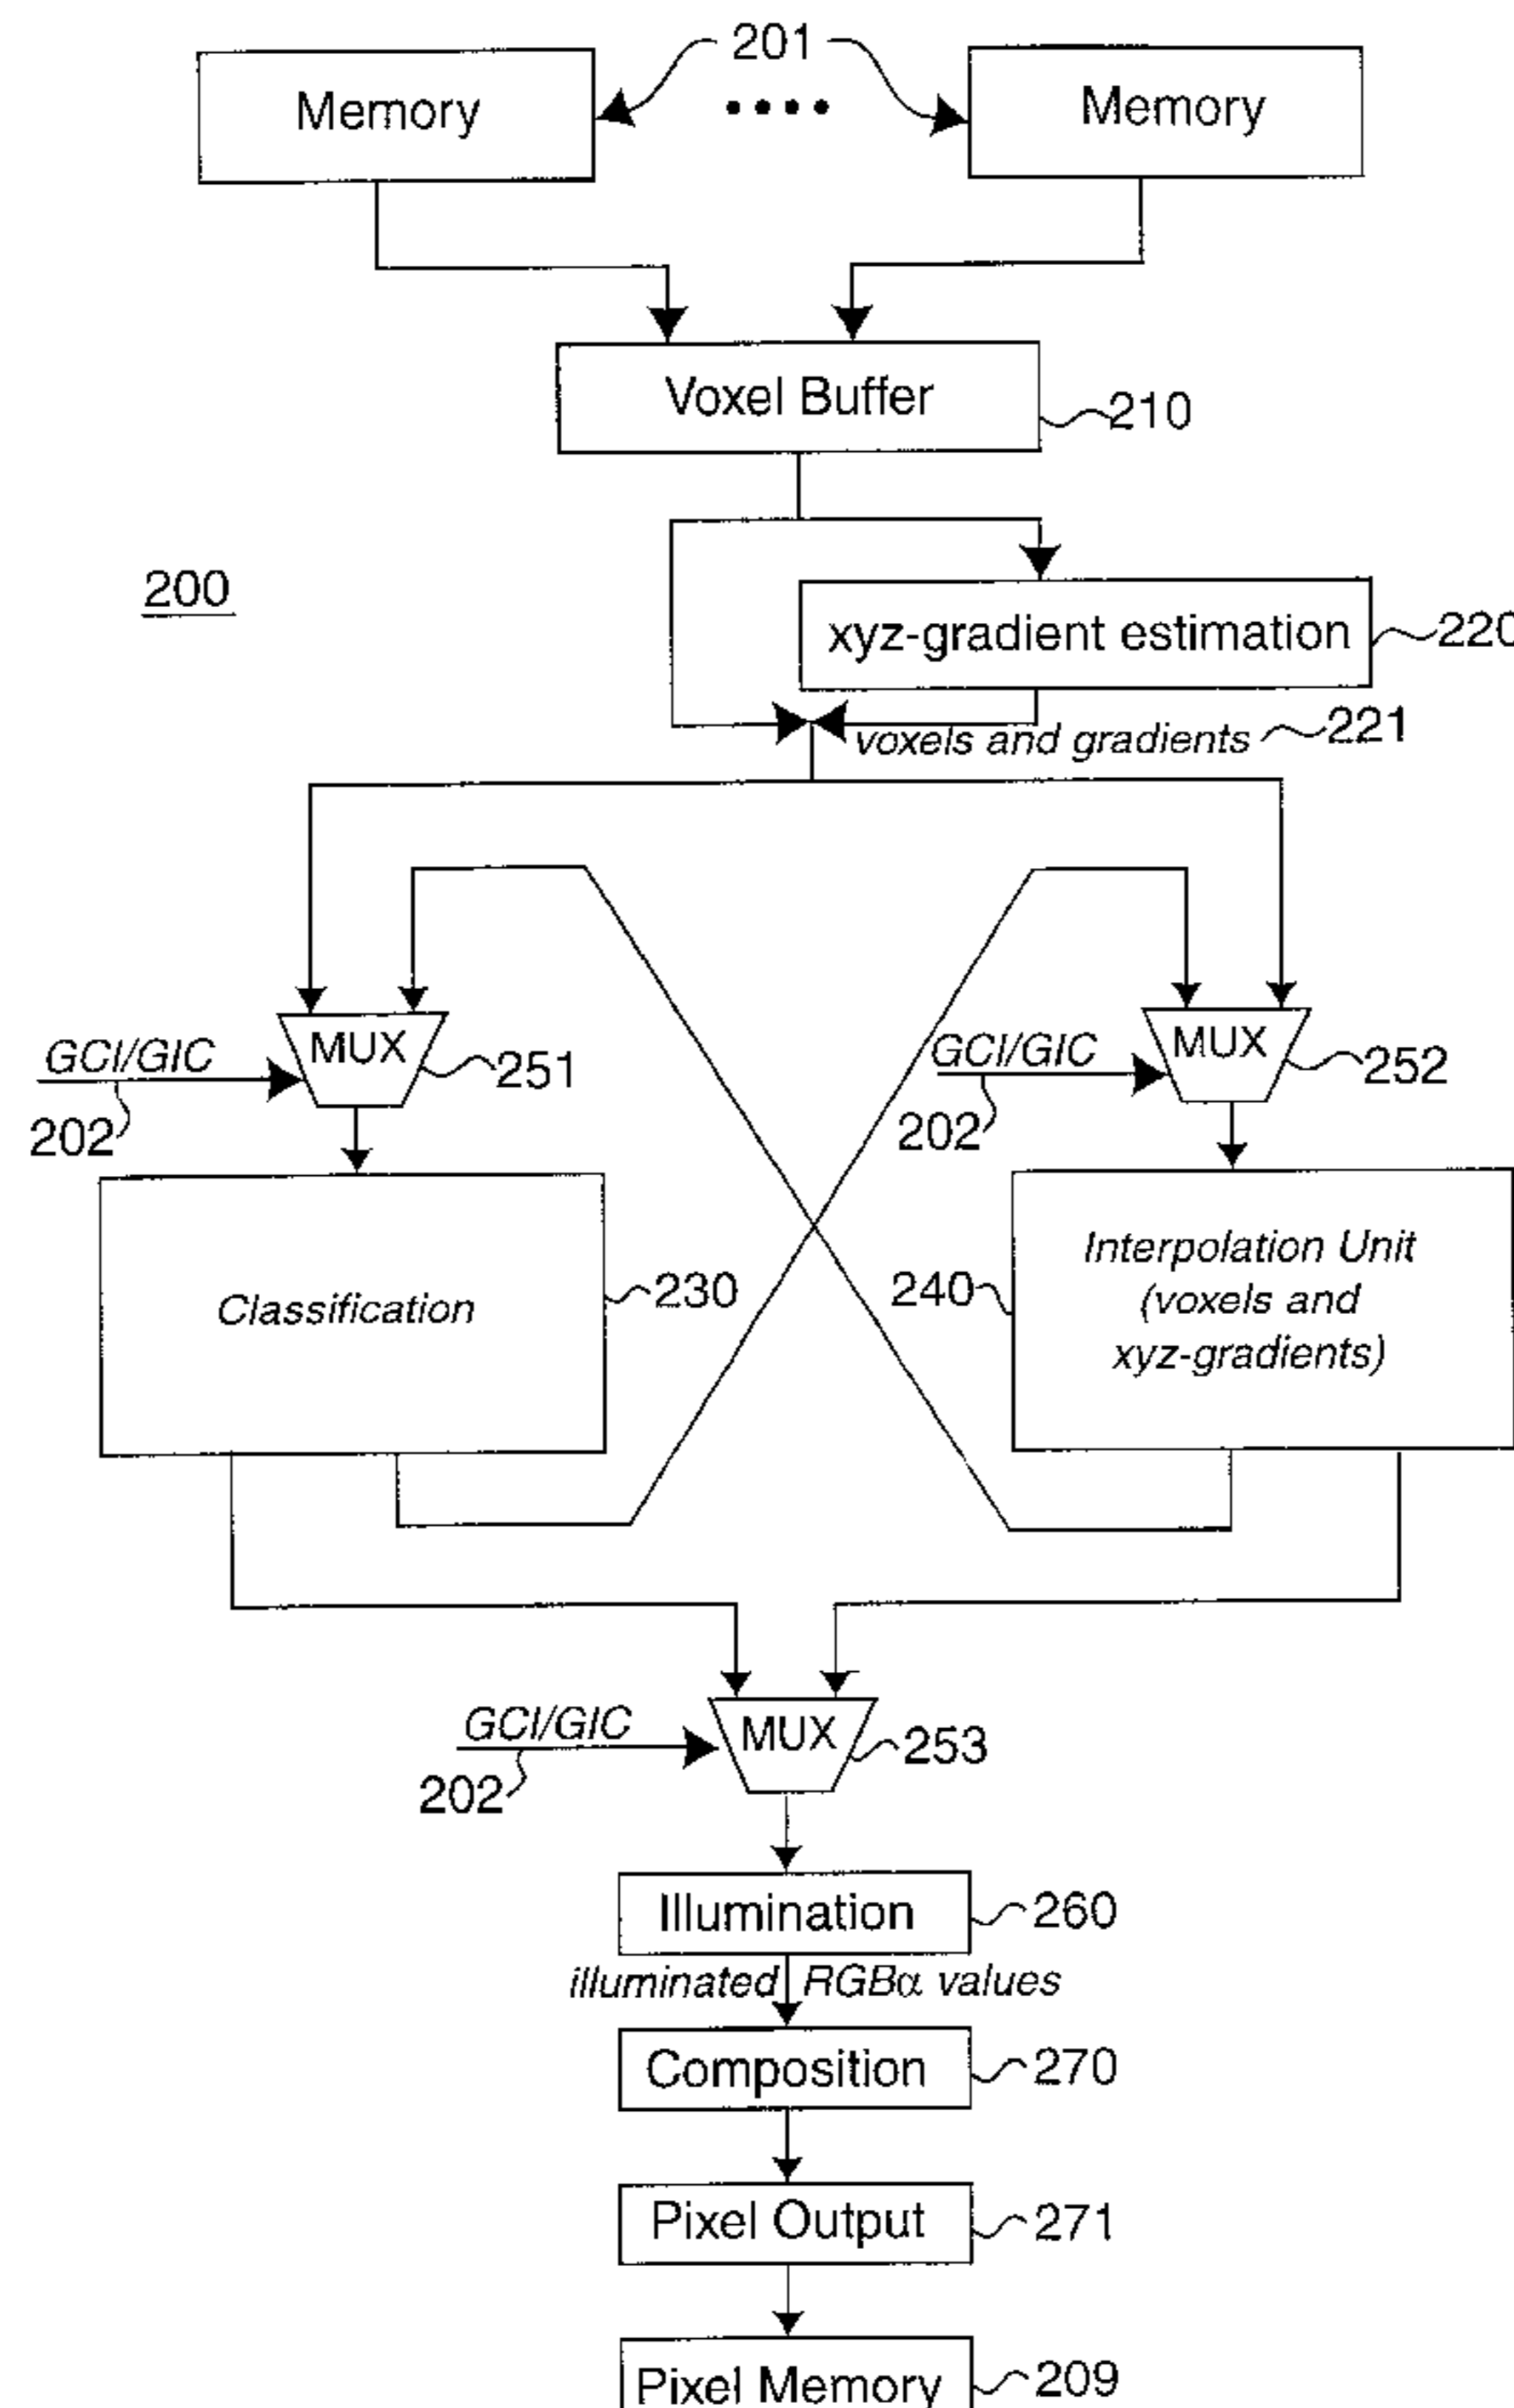 201
Memory
Memory
Voxel Buffer
210
200
xyz-gradient estimation
220
voxels and gradients
221
MUX
251
GCI/GIC
202
MUX
252
GCI/GIC
202
Classification
230
240
Interpolation Unit
(voxels and
xyz-gradients)
GCI/GIC
202
MUX
253
Illumination
260
illuminated RGBα values
Composition
270
Pixel Output
271
Pixel Memory
209